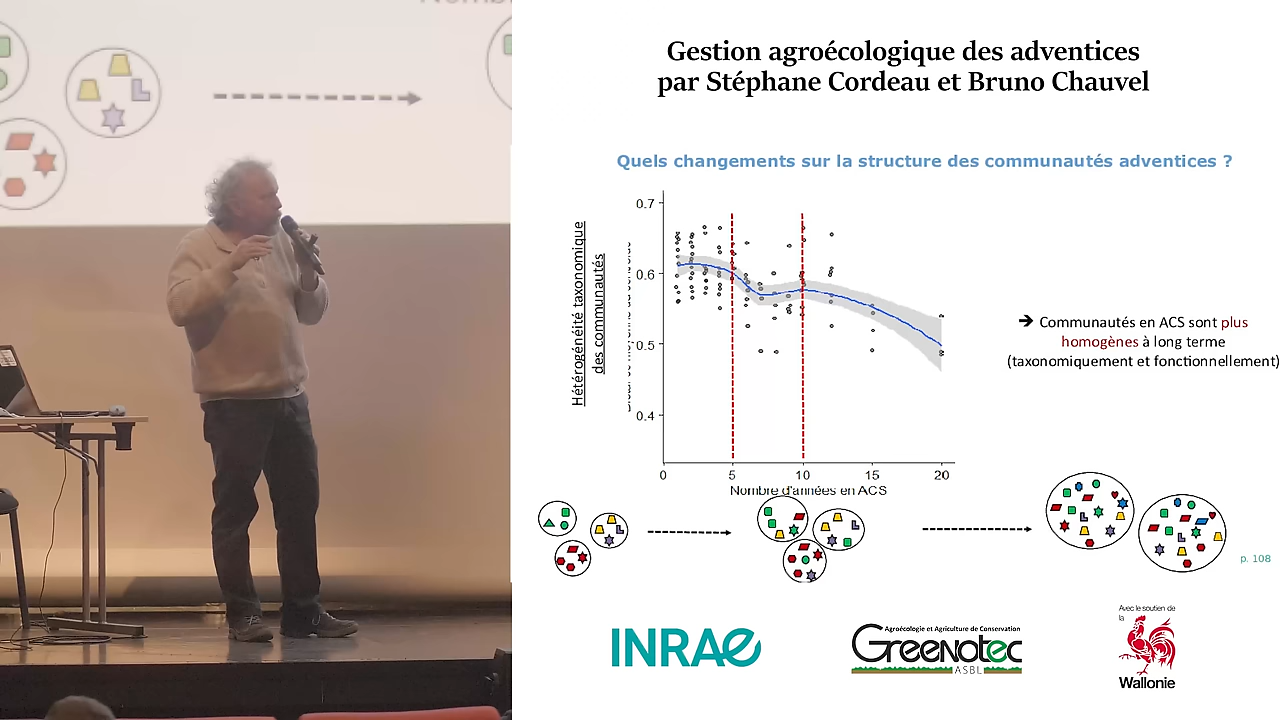 Gestion agroécologique des adventices
par Stéphane Cordeau et Bruno Chauvel
Quels changements sur la structure des communautés adventices ?
Hétérogénéité taxonomique
des communautés
0.7
0.6
0.5
0.4
0
5
10
15
20
Nombre d'années en ACS
➔ Communautés en ACS sont plus
homogènes à long terme
(taxonomiquement et fonctionnellement)
p. 108
INRAE
Agroécologie et Agriculture de Conservation
Greenotec
ASBL
Avec le soutien de
la
Wallonie